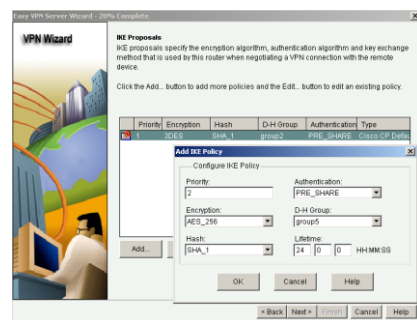 Easy VPN Server Wizard - 20% Complete
VPN Wizard
IKE Proposals
IKE proposals specify the encryption algorithm, authentication algorithm and key exchange
method that is used by this router when negotiating a VPN connection with the remote
device.
Click the Add... button to add more policies and the Edit... button to edit an existing policy.
Priority Encryption Hash D-H Group Authentication Type
1 3DES SHA_1 group2 PRE_SHARE Cisco CP Defau
Add IKE Policy
Configure IKE Policy
Priority: Authentication:
2 PRE_SHARE
Encryption: D-H Group:
AES_256 group5
Hash: Lifetime:
SHA_1 24 0 0 HH:MM:SS
Add...
OK Cancel Help
< Back Next > Finish Cancel Help